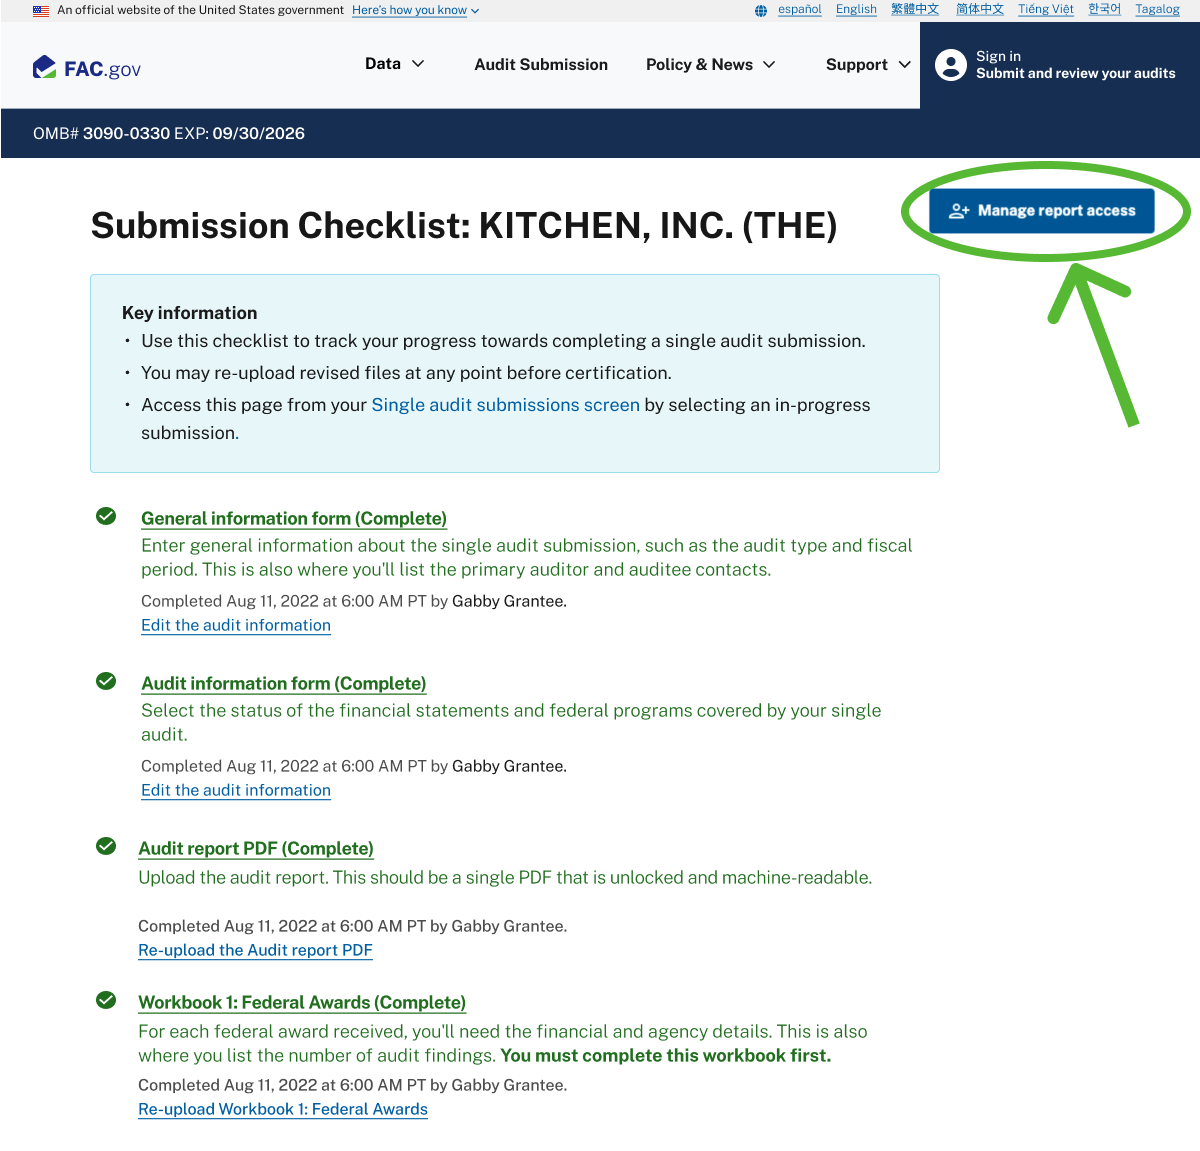 An official website of the United States government Here's how you know
español English 繁體中文 简体中文 Tiếng Việt 한국어 Tagalog
FAC.gov
Data Audit Submission Policy & News Support
Sign in
Submit and review your audits
OMB# 3090-0330 EXP: 09/30/2026
Manage report access
Submission Checklist: KITCHEN, INC. (THE)
Key information
• Use this checklist to track your progress towards completing a single audit submission.
• You may re-upload revised files at any point before certification.
• Access this page from your Single audit submissions screen by selecting an in-progress
submission.
General information form (Complete)
Enter general information about the single audit submission, such as the audit type and fiscal
period. This is also where you'll list the primary auditor and auditee contacts.
Completed Aug 11, 2022 at 6:00 AM PT by Gabby Grantee.
Edit the audit information
Audit information form (Complete)
Select the status of the financial statements and federal programs covered by your single
audit.
Completed Aug 11, 2022 at 6:00 AM PT by Gabby Grantee.
Edit the audit information
Audit report PDF (Complete)
Upload the audit report. This should be a single PDF that is unlocked and machine-readable.
Completed Aug 11, 2022 at 6:00 AM PT by Gabby Grantee.
Re-upload the Audit report PDF
Workbook 1: Federal Awards (Complete)
For each federal award received, you'll need the financial and agency details. This is also
where you list the number of audit findings. You must complete this workbook first.
Completed Aug 11, 2022 at 6:00 AM PT by Gabby Grantee.
Re-upload Workbook 1: Federal Awards